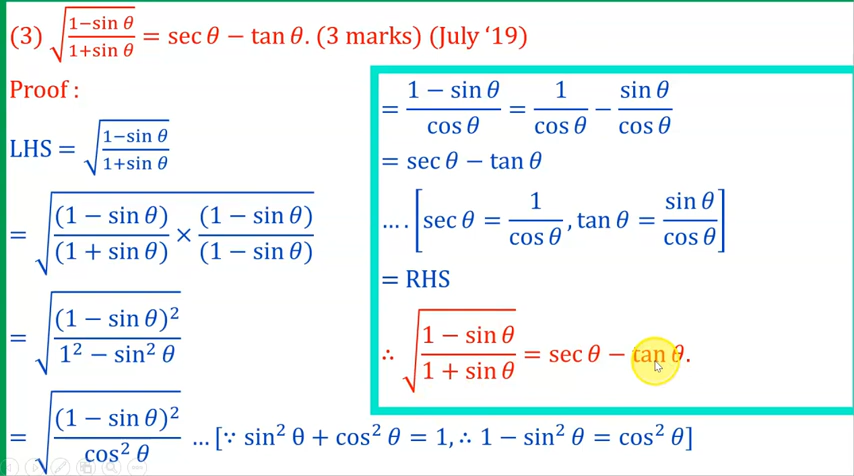 (3) √((1−sin θ)/(1+sin θ)) = sec θ − tan θ. (3 marks) (July ‘19)
Proof :
LHS = √((1−sin θ)/(1+sin θ))
= √((1 − sin θ)/(1 + sin θ) × (1 − sin θ)/(1 − sin θ))
= √((1 − sin θ)²/(1² − sin² θ))
= √((1 − sin θ)²/cos² θ) ... [∵ sin² θ + cos² θ = 1, ∴ 1 − sin² θ = cos² θ]
= (1 − sin θ)/cos θ = 1/cos θ − sin θ/cos θ
= sec θ − tan θ
.... [sec θ = 1/cos θ, tan θ = sin θ/cos θ]
= RHS
∴ √((1 − sin θ)/(1 + sin θ)) = sec θ − tan θ.